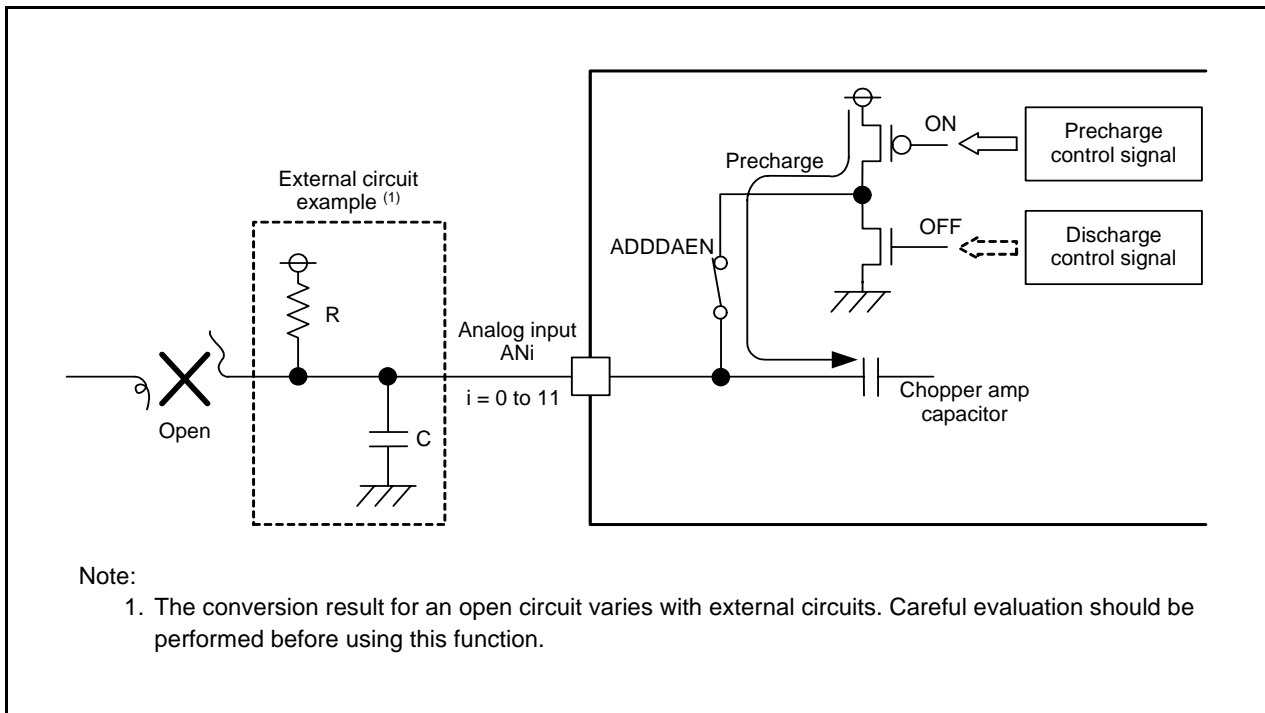 ON
Precharge
control signal
Precharge
External circuit
example (1)
OFF
Discharge
control signal
ADDDAEN
R
Analog input
ANi
i = 0 to 11
Chopper amp
capacitor
Open
C
Note:
1. The conversion result for an open circuit varies with external circuits. Careful evaluation should be
performed before using this function.